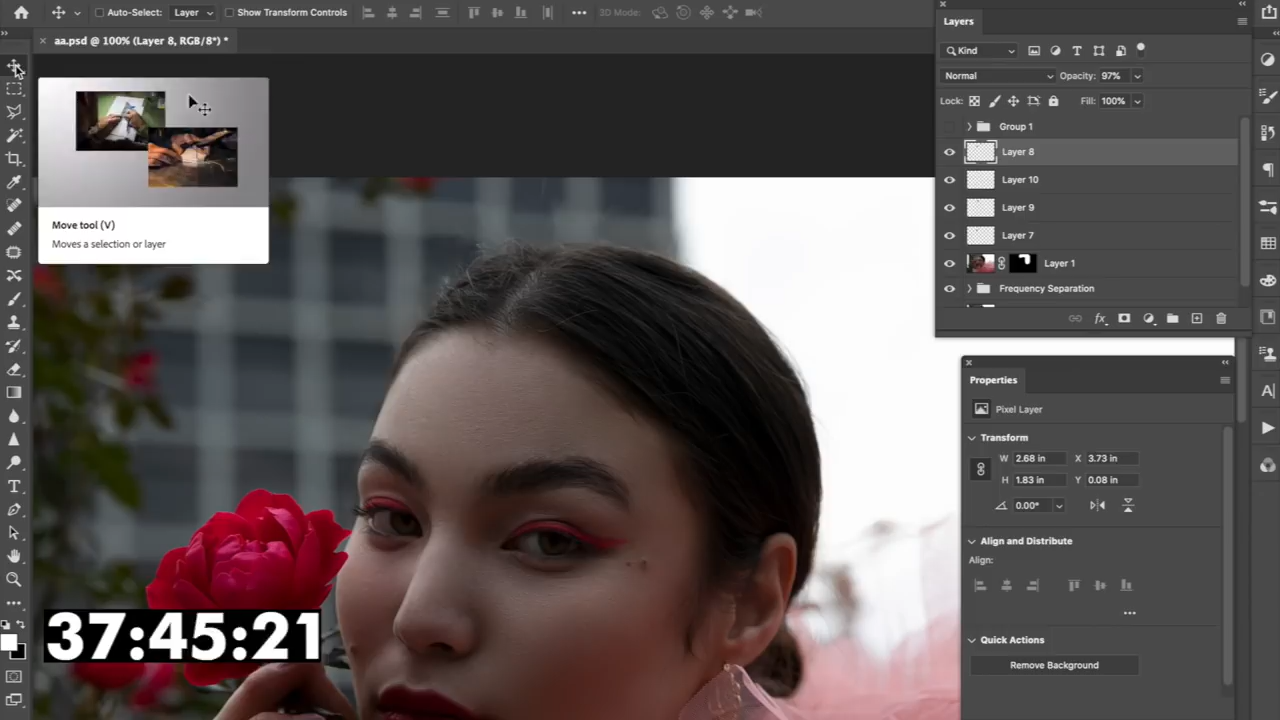 Auto-Select: Layer Show Transform Controls 3D Mode:
aa.psd @ 100% (Layer 8, RGB/8*) *
Move tool (V)
Moves a selection or layer
37:45:21
Layers
Kind
Normal Opacity: 97%
Lock: Fill: 100%
Group 1
Layer 8
Layer 10
Layer 9
Layer 7
Layer 1
Frequency Separation
fx
Properties
Pixel Layer
Transform
W 2.68 in X 3.73 in
H 1.83 in Y 0.08 in
0.00°
Align and Distribute
Align:
Quick Actions
Remove Background